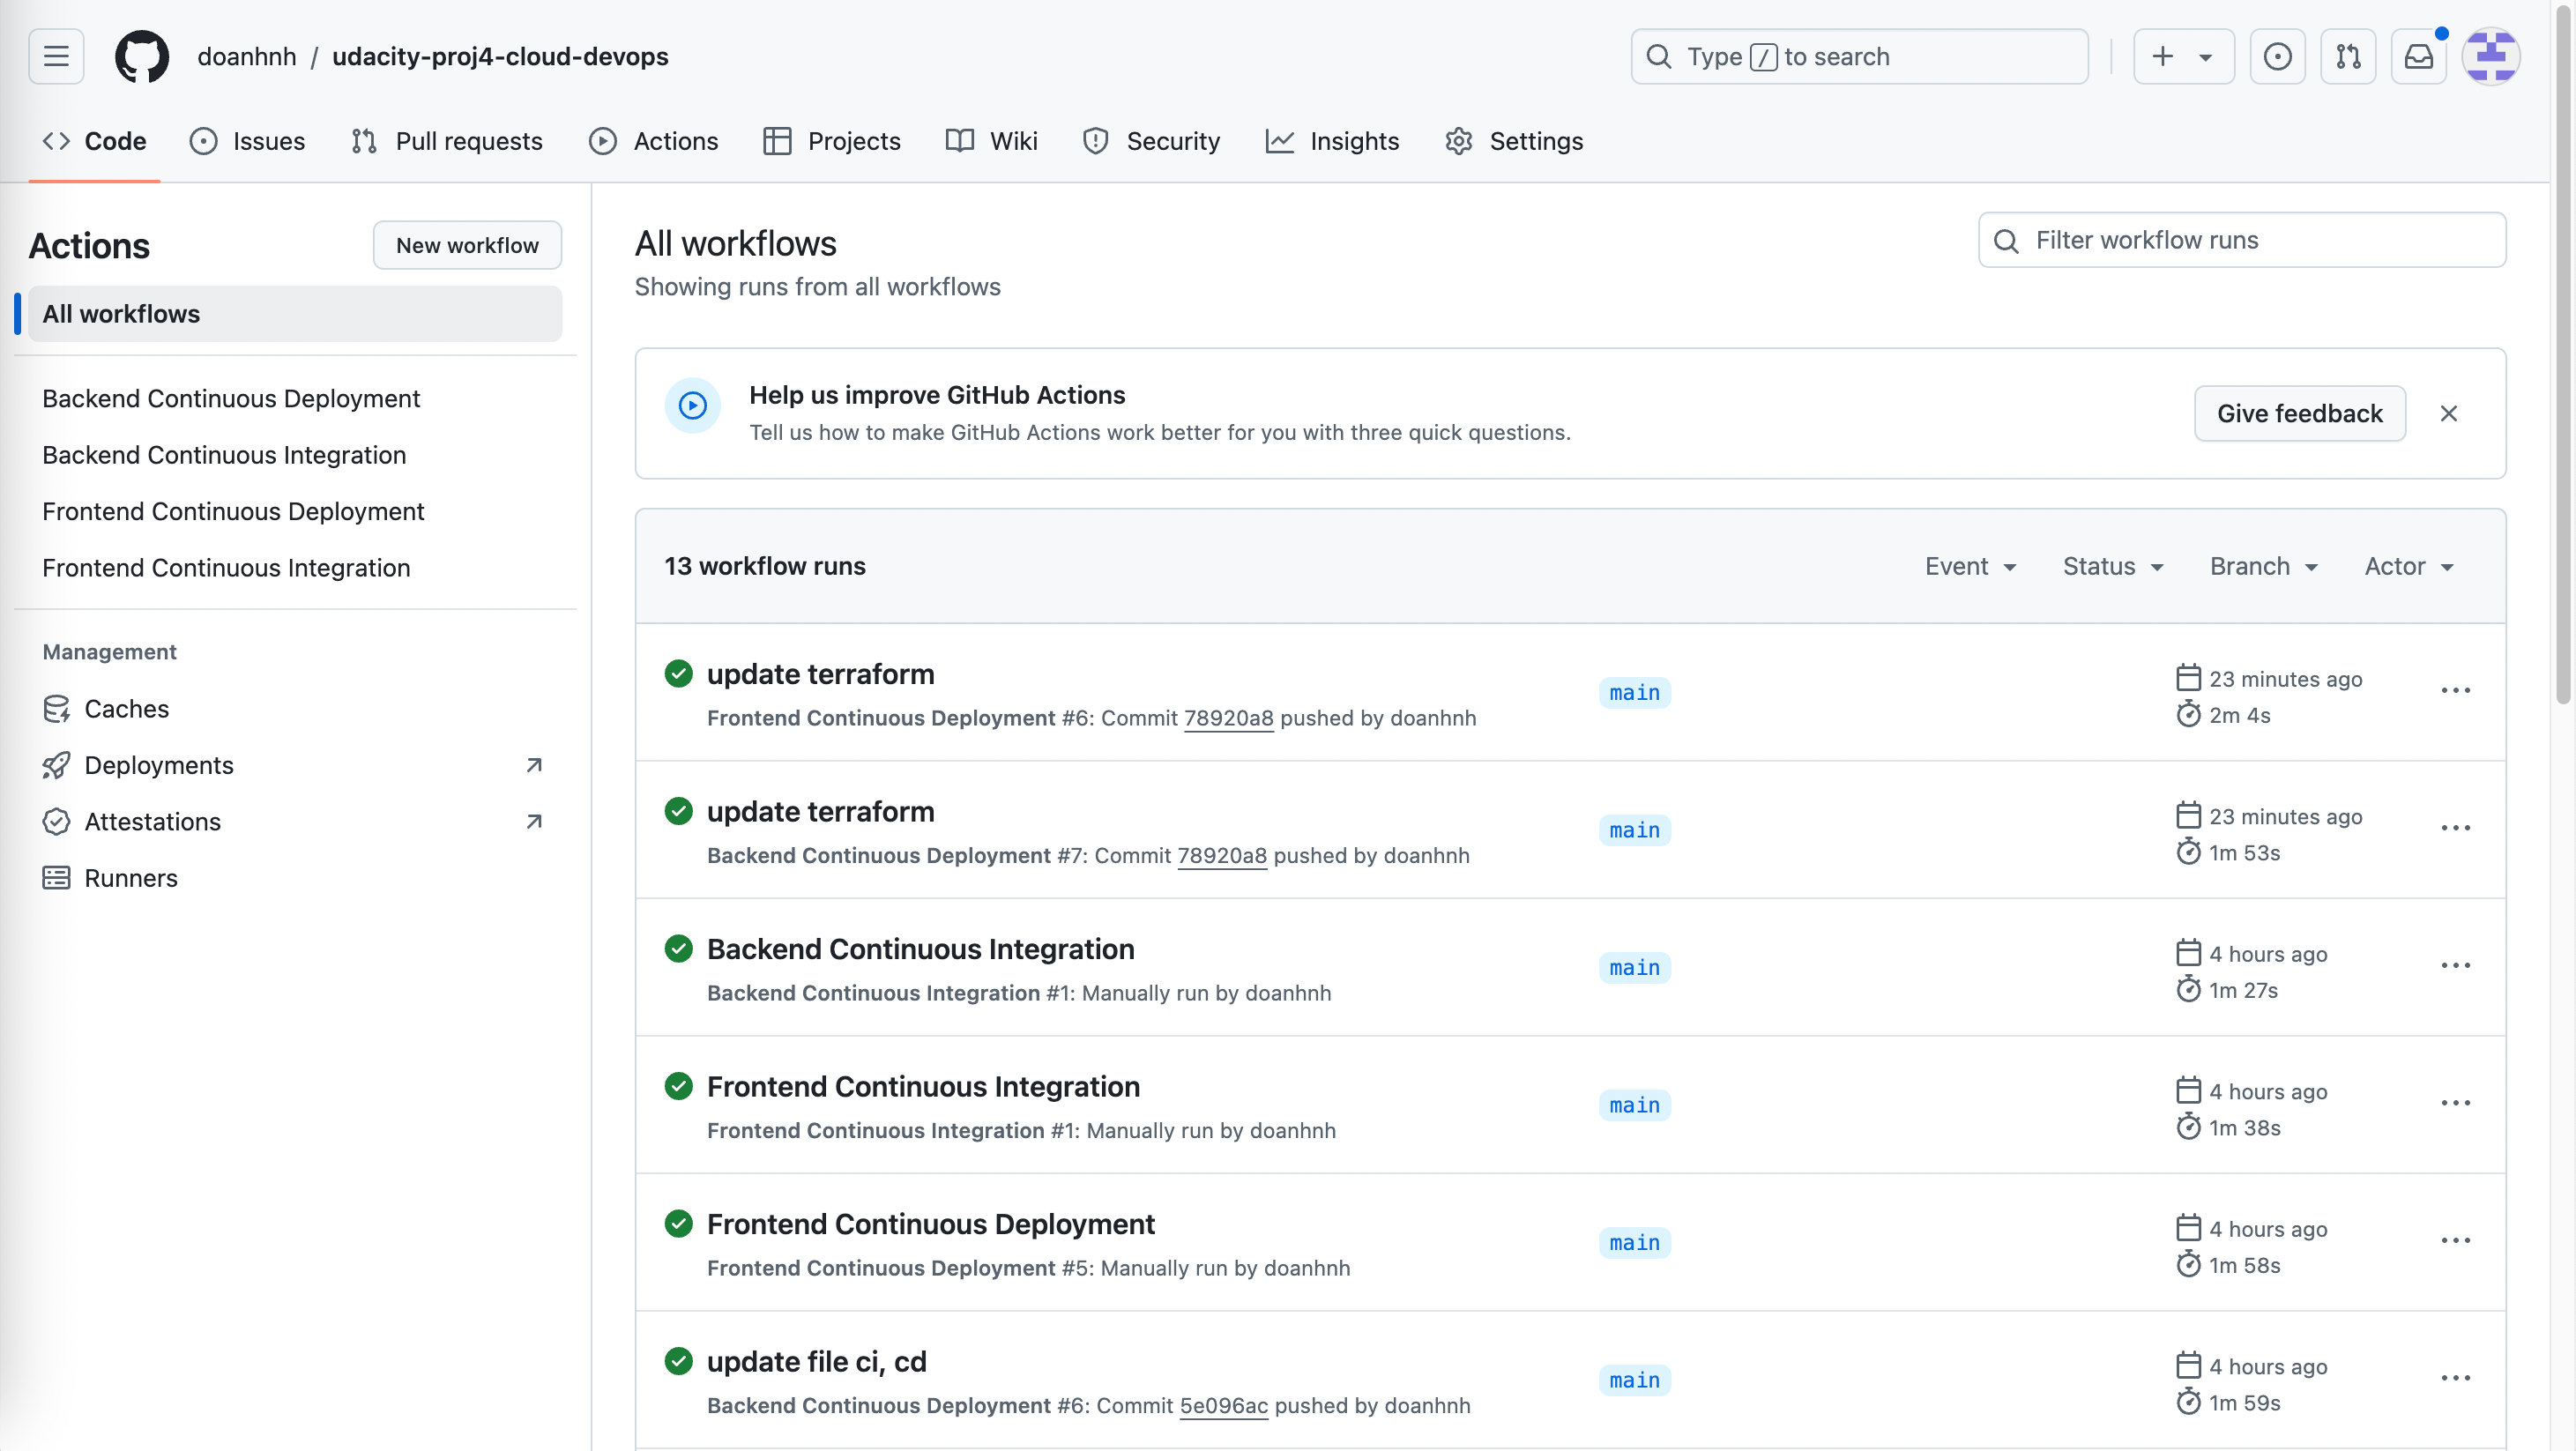 doanhnh / udacity-proj4-cloud-devops
Type / to search
Code Issues Pull requests Actions Projects Wiki Security Insights Settings
Actions
New workflow
All workflows
Backend Continuous Deployment
Backend Continuous Integration
Frontend Continuous Deployment
Frontend Continuous Integration
Management
Caches
Deployments
Attestations
Runners
All workflows
Showing runs from all workflows
Filter workflow runs
Help us improve GitHub Actions
Tell us how to make GitHub Actions work better for you with three quick questions.
Give feedback
13 workflow runs
Event Status Branch Actor
update terraform
Frontend Continuous Deployment #6: Commit 78920a8 pushed by doanhnh
main
23 minutes ago
2m 4s
update terraform
Backend Continuous Deployment #7: Commit 78920a8 pushed by doanhnh
main
23 minutes ago
1m 53s
Backend Continuous Integration
Backend Continuous Integration #1: Manually run by doanhnh
main
4 hours ago
1m 27s
Frontend Continuous Integration
Frontend Continuous Integration #1: Manually run by doanhnh
main
4 hours ago
1m 38s
Frontend Continuous Deployment
Frontend Continuous Deployment #5: Manually run by doanhnh
main
4 hours ago
1m 58s
update file ci, cd
Backend Continuous Deployment #6: Commit 5e096ac pushed by doanhnh
main
4 hours ago
1m 59s